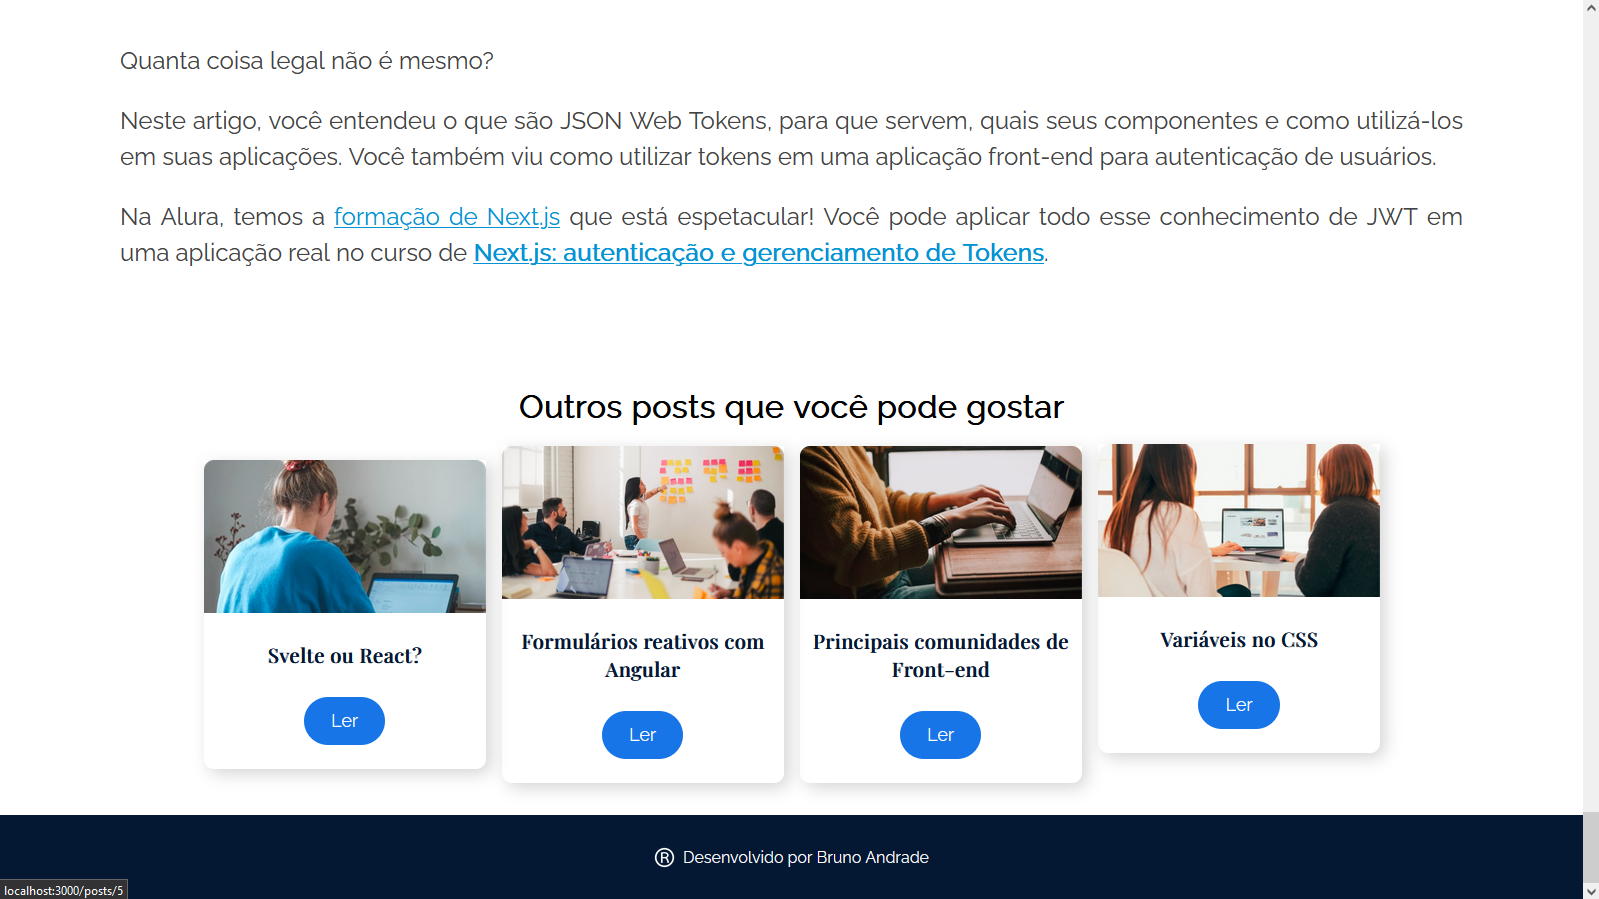 Quanta coisa legal não é mesmo?
Neste artigo, você entendeu o que são JSON Web Tokens, para que servem, quais seus componentes e como utilizá-los
em suas aplicações. Você também viu como utilizar tokens em uma aplicação front-end para autenticação de usuários.
Na Alura, temos a formação de Next.js que está espetacular! Você pode aplicar todo esse conhecimento de JWT em
uma aplicação real no curso de Next.js: autenticação e gerenciamento de Tokens.
Outros posts que você pode gostar
Svelte ou React?
Ler
Formulários reativos com
Angular
Ler
Principais comunidades de
Front-end
Ler
Variáveis no CSS
Ler
® Desenvolvido por Bruno Andrade
localhost:3000/posts/5